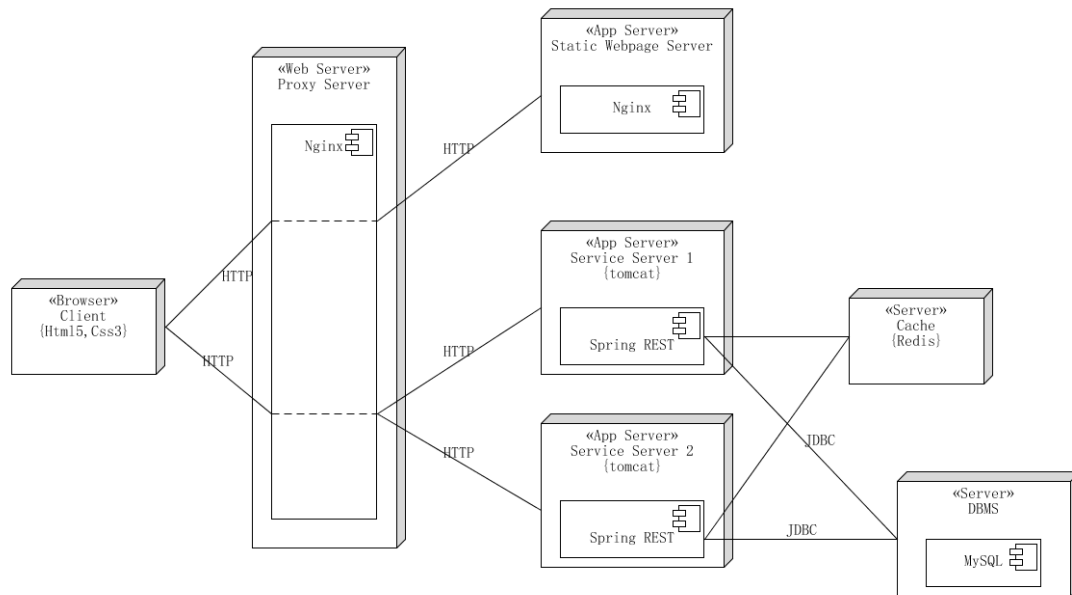 «App Server»
Static Webpage Server
Nginx
«Web Server»
Proxy Server
Nginx
HTTP
«App Server»
Service Server 1
{tomcat}
Spring REST
HTTP
«Browser»
Client
{Html5,Css3}
HTTP
HTTP
«Server»
Cache
{Redis}
«App Server»
Service Server 2
{tomcat}
Spring REST
HTTP
JDBC
JDBC
«Server»
DBMS
MySQL